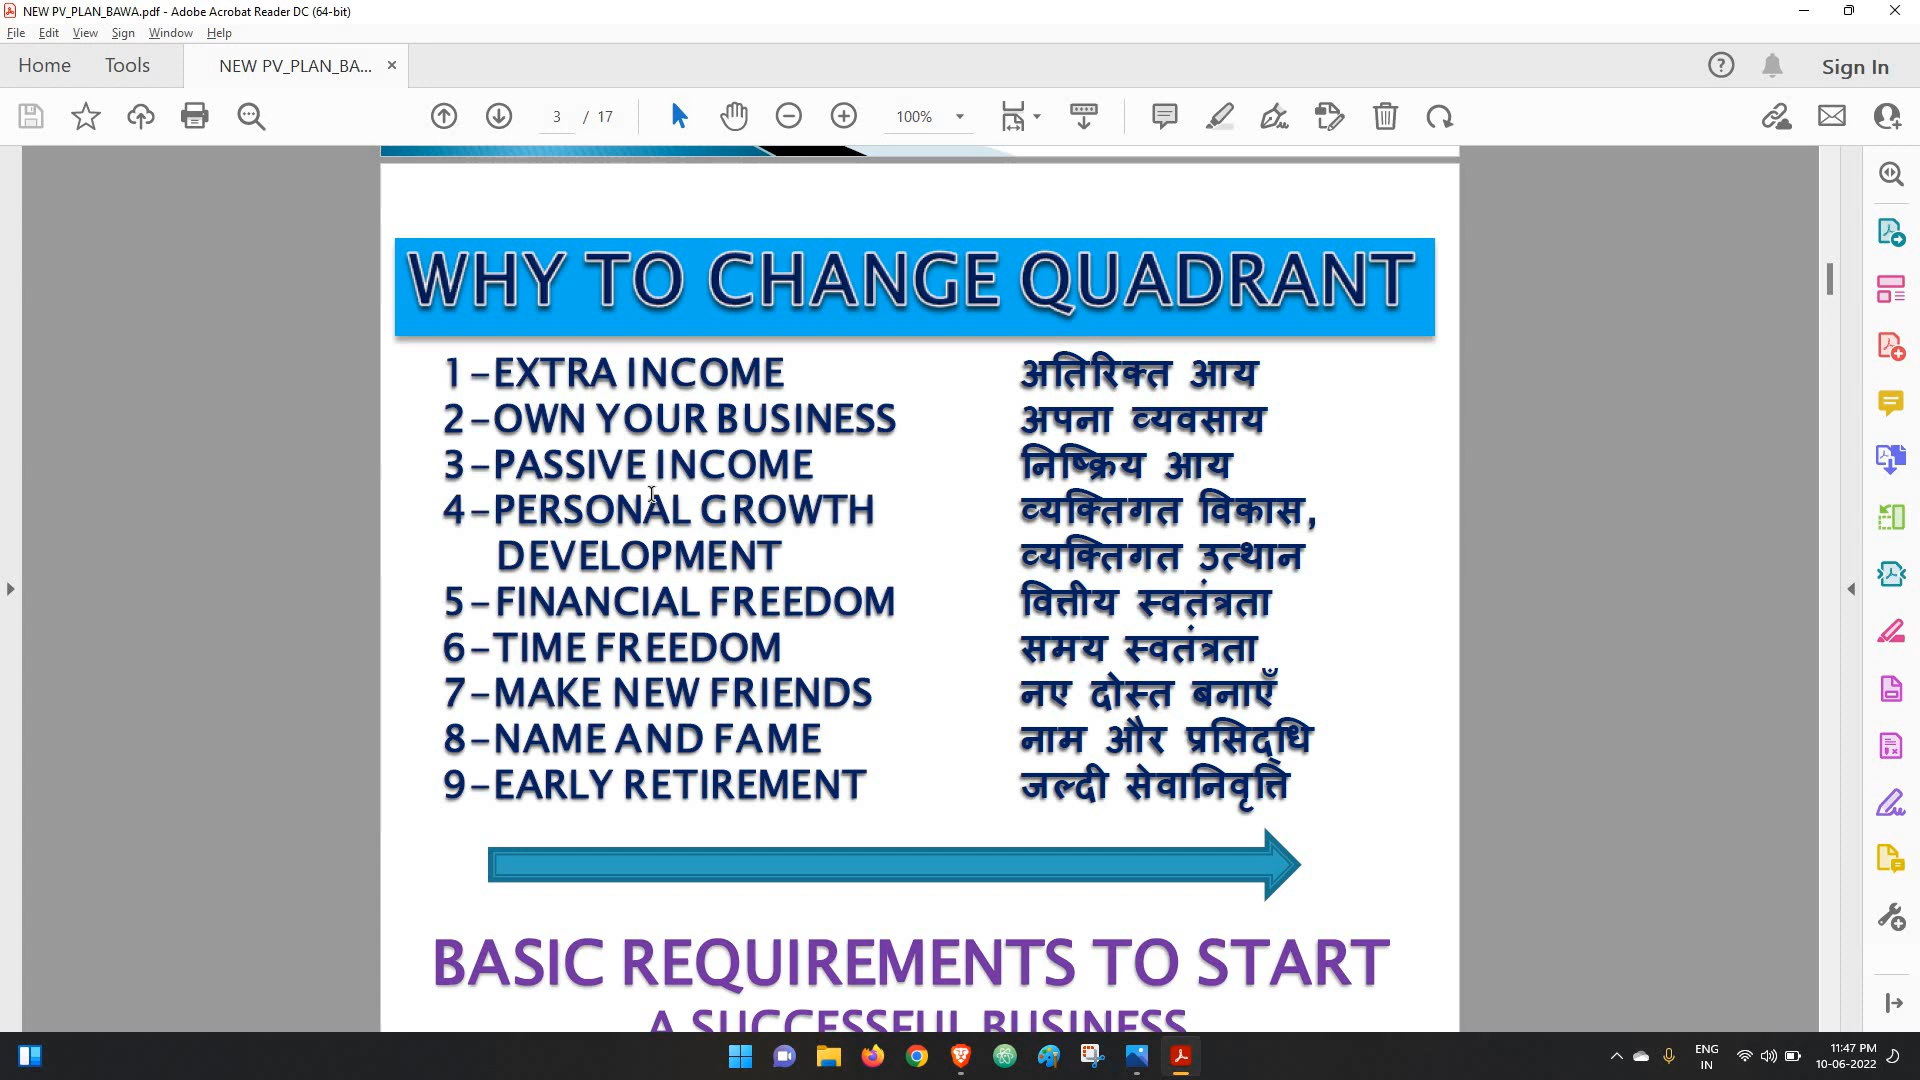 NEW PV_PLAN_BAWA.pdf - Adobe Acrobat Reader DC (64-bit)
File Edit View Sign Window Help
Home Tools NEW PV_PLAN_BA... × Sign In
3 / 17 100%
WHY TO CHANGE QUADRANT
1-EXTRA INCOME अतिरिक्त आय
2-OWN YOUR BUSINESS अपना व्यवसाय
3-PASSIVE INCOME निष्क्रिय आय
4-PERSONAL GROWTH व्यक्तिगत विकास,
DEVELOPMENT व्यक्तिगत उत्थान
5-FINANCIAL FREEDOM वित्तीय स्वतंत्रता
6-TIME FREEDOM समय स्वतंत्रता
7-MAKE NEW FRIENDS नए दोस्त बनाएँ
8-NAME AND FAME नाम और प्रसिद्धि
9-EARLY RETIREMENT जल्दी सेवानिवृति
BASIC REQUIREMENTS TO START
A SUCCESSFUL BUSINESS
ENG 11:47 PM
IN 10-06-2022